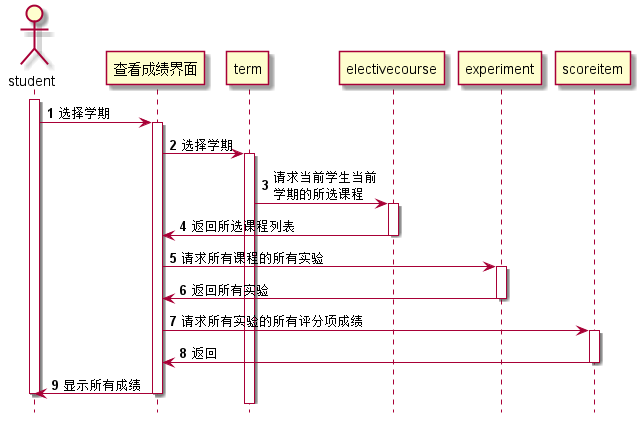 student
查看成绩界面
term
electivecourse
experiment
scoreitem
1 选择学期
2 选择学期
3 请求当前学生当前
学期的所选课程
4 返回所选课程列表
5 请求所有课程的所有实验
6 返回所有实验
7 请求所有实验的所有评分项成绩
8 返回
9 显示所有成绩